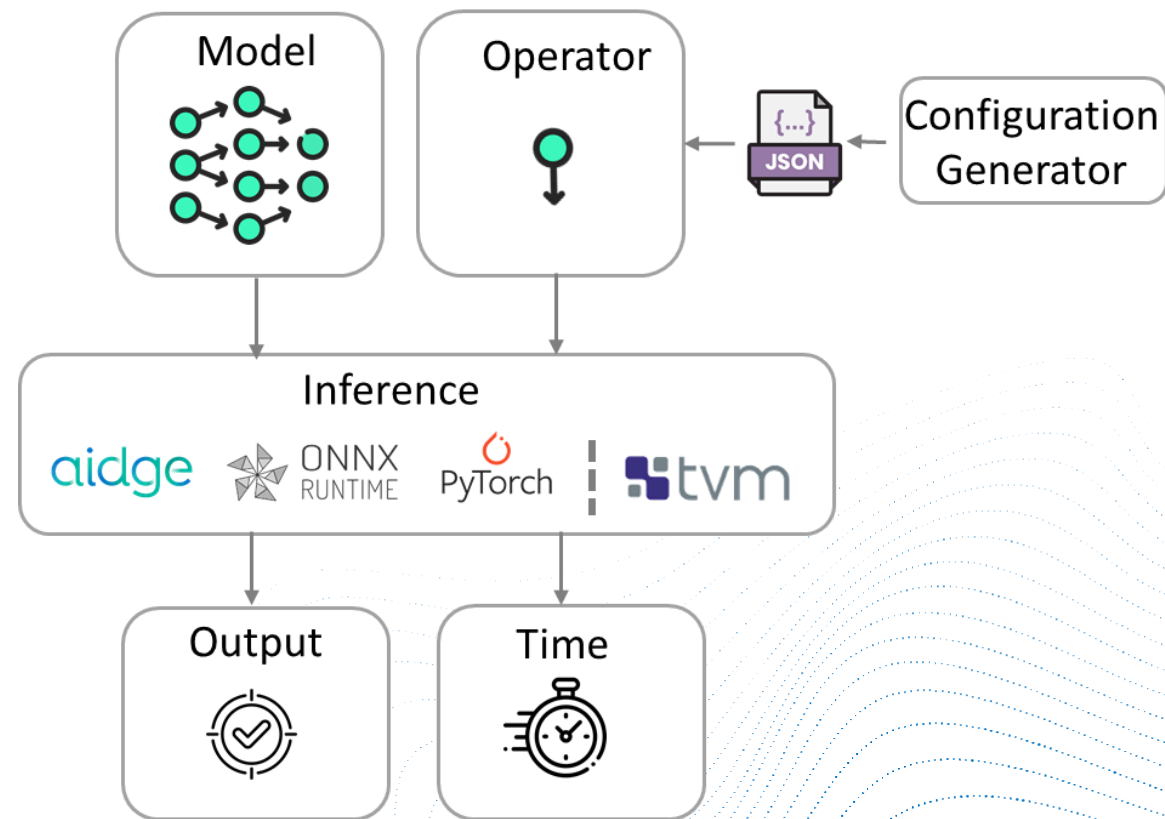 Model
Operator
{...}
JSON
Configuration
Generator
Inference
aidge
ONNX
RUNTIME
PyTorch
tvm
Output
Time